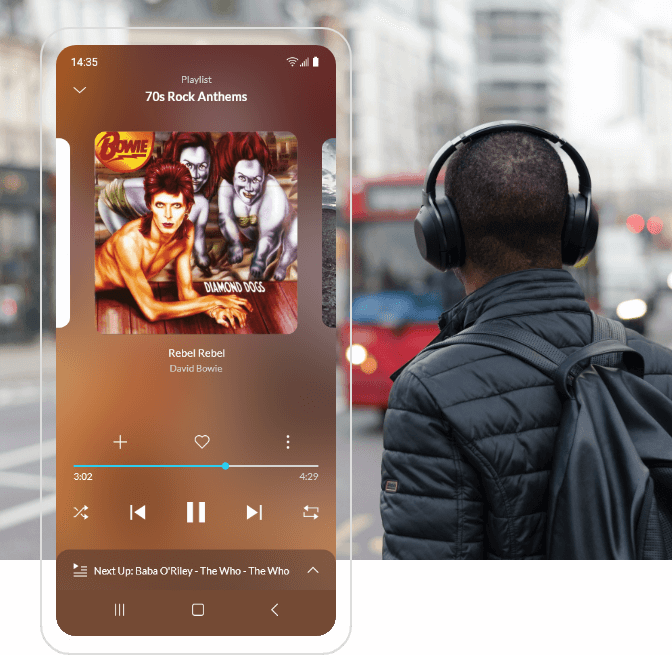 14:35
Playlist
70s Rock Anthems
BOWIE
DIAMOND DOGS
Rebel Rebel
David Bowie
3:02
4:29
Next Up: Baba O'Riley - The Who - The Who